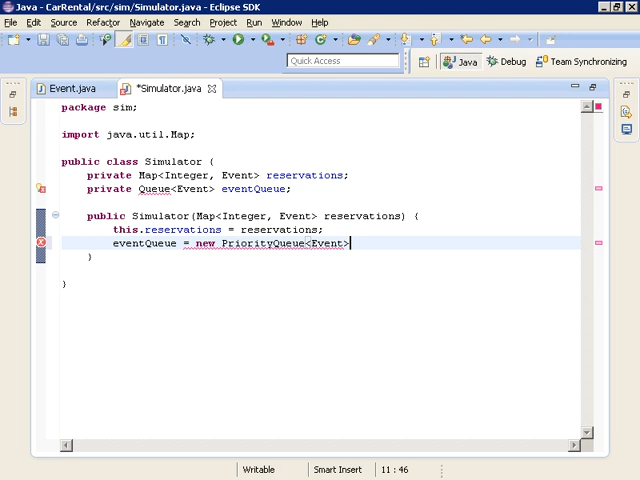 Java - CarRental/src/sim/Simulator.java - Eclipse SDK
File Edit Source Refactor Navigate Search Project Run Window Help
Quick Access Java Debug Team Synchronizing
Event.java *Simulator.java
package sim;
import java.util.Map;
public class Simulator {
private Map<Integer, Event> reservations;
private Queue<Event> eventQueue;
public Simulator(Map<Integer, Event> reservations) {
this.reservations = reservations;
eventQueue = new PriorityQueue<Event>
}
}
Writable Smart Insert 11 : 46